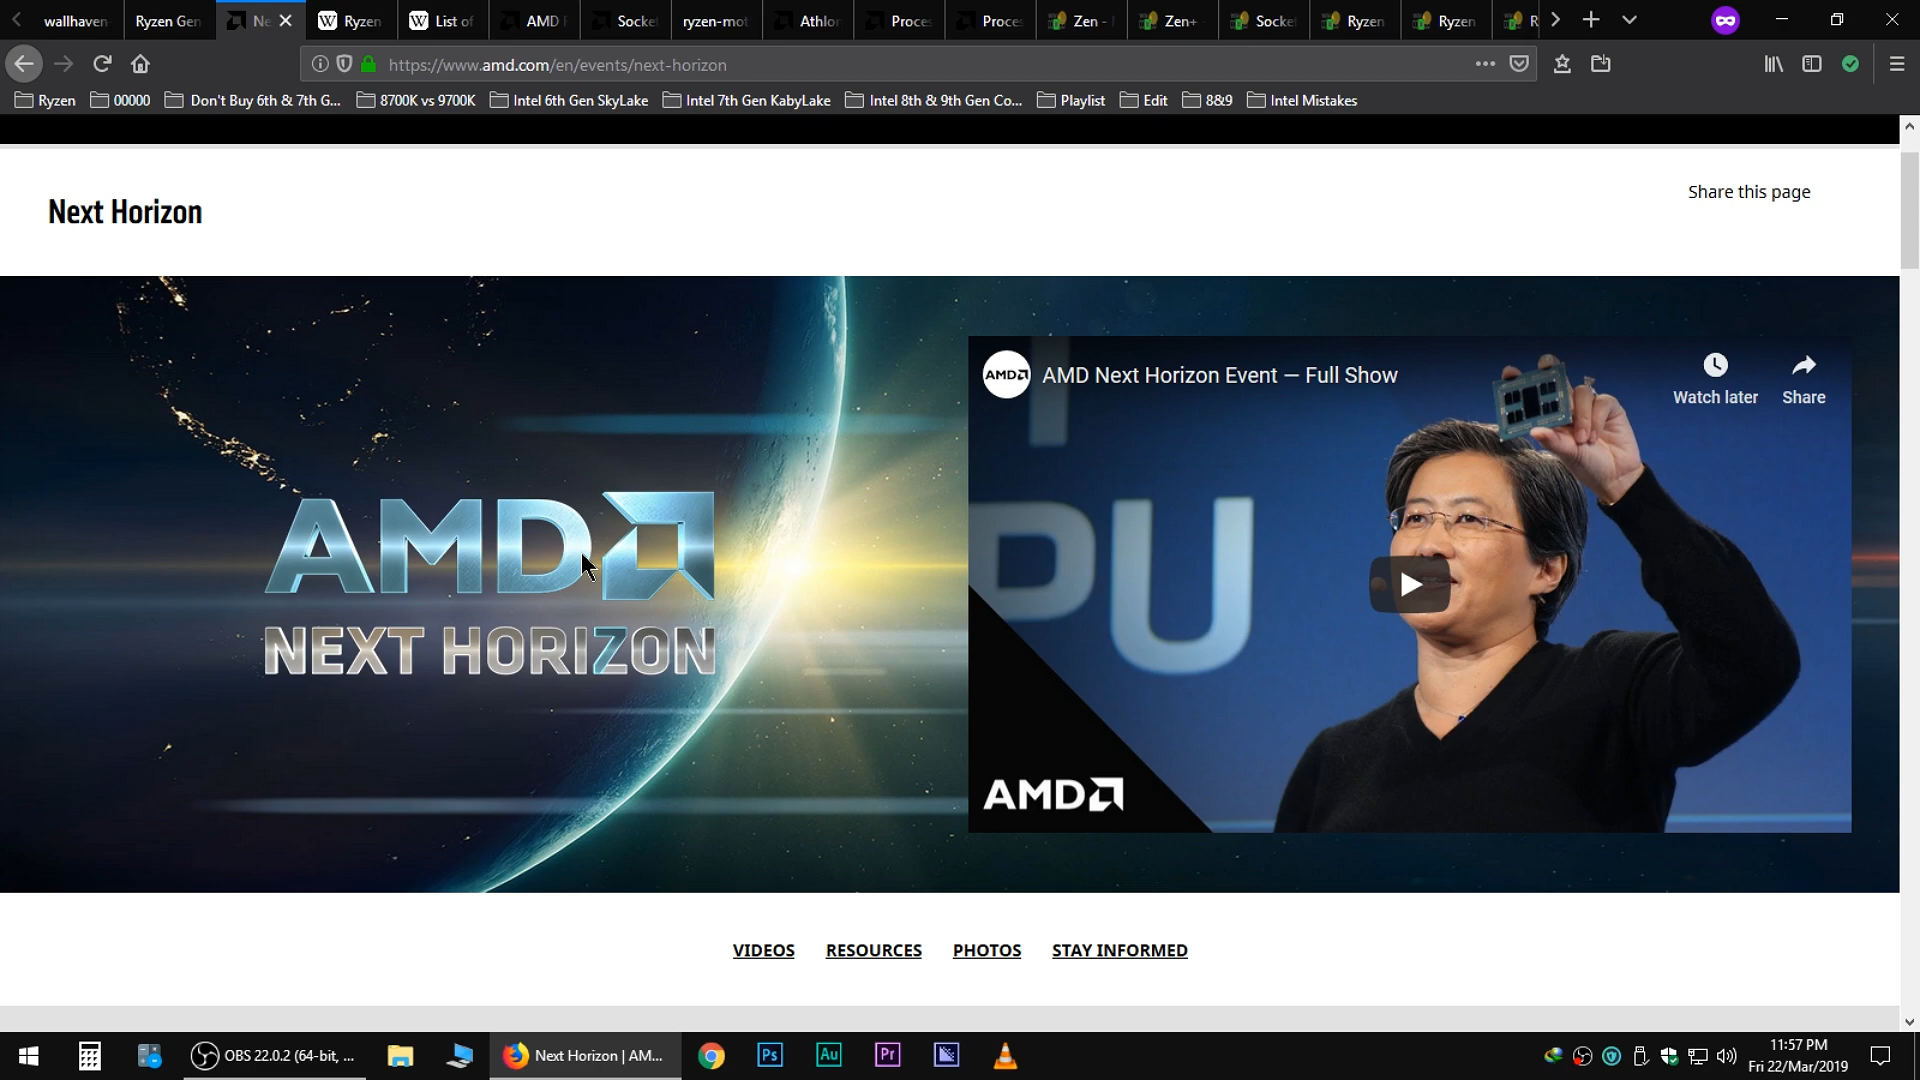 wallhaven
Ryzen Gen
Ne
Ryzen
List of
AMD
Socket
ryzen-mot
Athlon
Proces
Proces
Zen -
Zen+
Socket
Ryzen
Ryzen
R
https://www.amd.com/en/events/next-horizon
Ryzen
00000
Don't Buy 6th & 7th G...
8700K vs 9700K
Intel 6th Gen SkyLake
Intel 7th Gen KabyLake
Intel 8th & 9th Gen Co...
Playlist
Edit
8&9
Intel Mistakes
Next Horizon
Share this page
AMD
NEXT HORIZON
AMD
AMD Next Horizon Event — Full Show
Watch later
Share
PU
AMD
VIDEOS
RESOURCES
PHOTOS
STAY INFORMED
OBS 22.0.2 (64-bit, ...
Next Horizon | AM...
Ps
Au
Pr
11:57 PM
Fri 22/Mar/2019